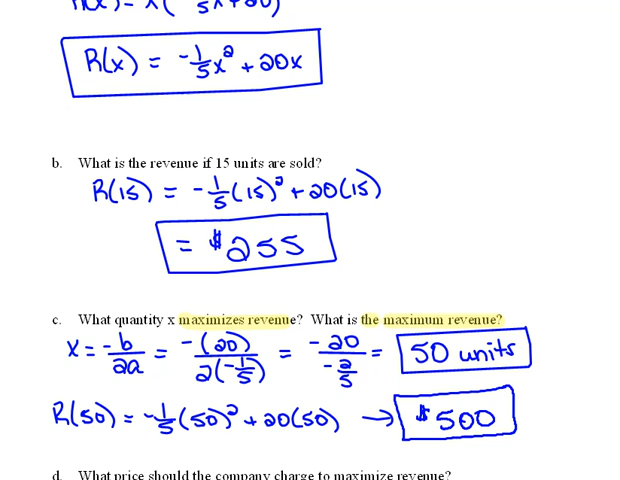 R(x) = -1/5x² + 20x
b. What is the revenue if 15 units are sold?
R(15) = -1/5(15)² + 20(15)
= $255
c. What quantity x maximizes revenue? What is the maximum revenue?
x = -b/2a = -(20)/2(-1/5) = -20/-2/5 = 50 units
R(50) = -1/5(50)² + 20(50) → $500
d. What price should the company charge to maximize revenue?